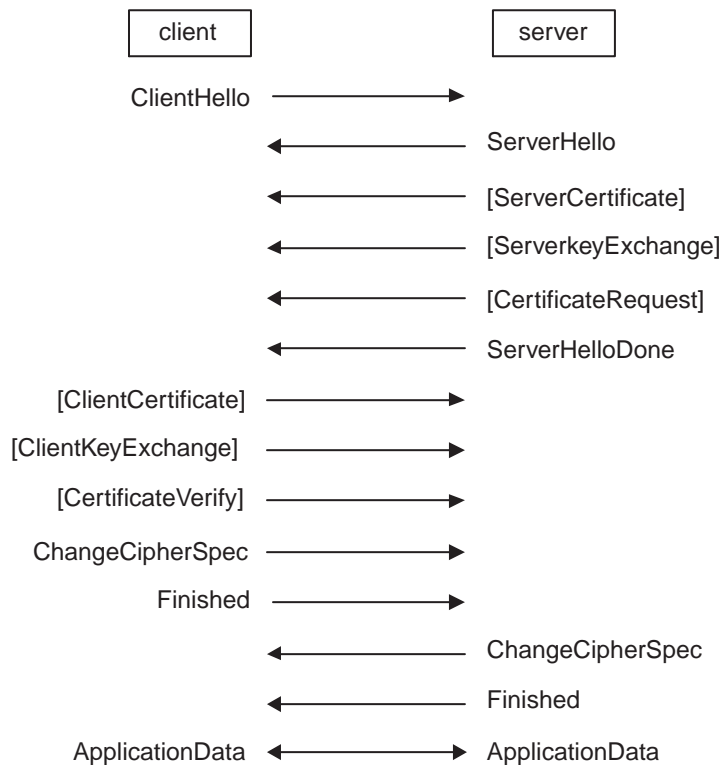 client server
ClientHello
ServerHello
[ServerCertificate]
[ServerkeyExchange]
[CertificateRequest]
ServerHelloDone
[ClientCertificate]
[ClientKeyExchange]
[CertificateVerify]
ChangeCipherSpec
Finished
ChangeCipherSpec
Finished
ApplicationData ApplicationData